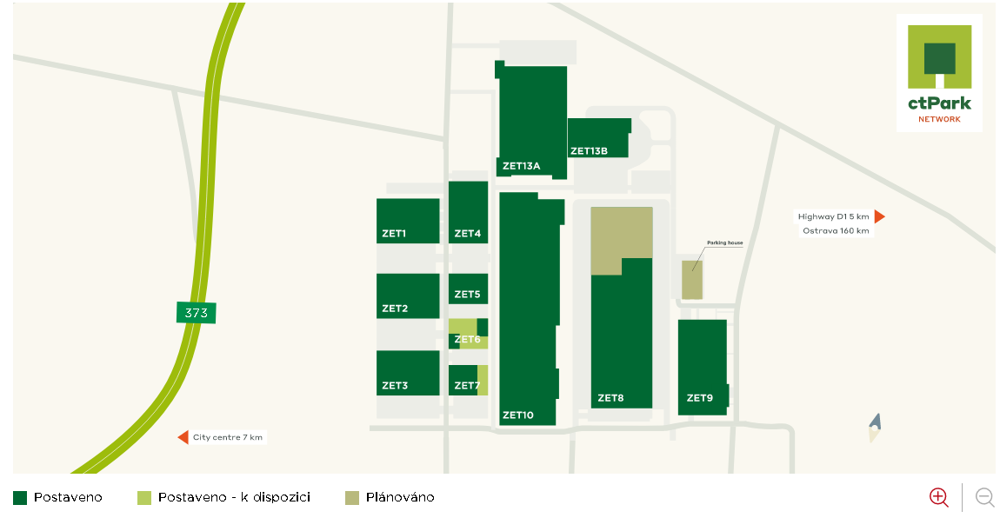 ctPark
NETWORK
ZET13A
ZET13B
ZET1
ZET4
Highway D1 5 km
Ostrava 160 km
Parking house
ZET2
ZET5
373
ZET6
ZET3
ZET7
ZET10
ZET8
ZET9
City centre 7 km
Postaveno
Postaveno - k dispozici
Plánováno